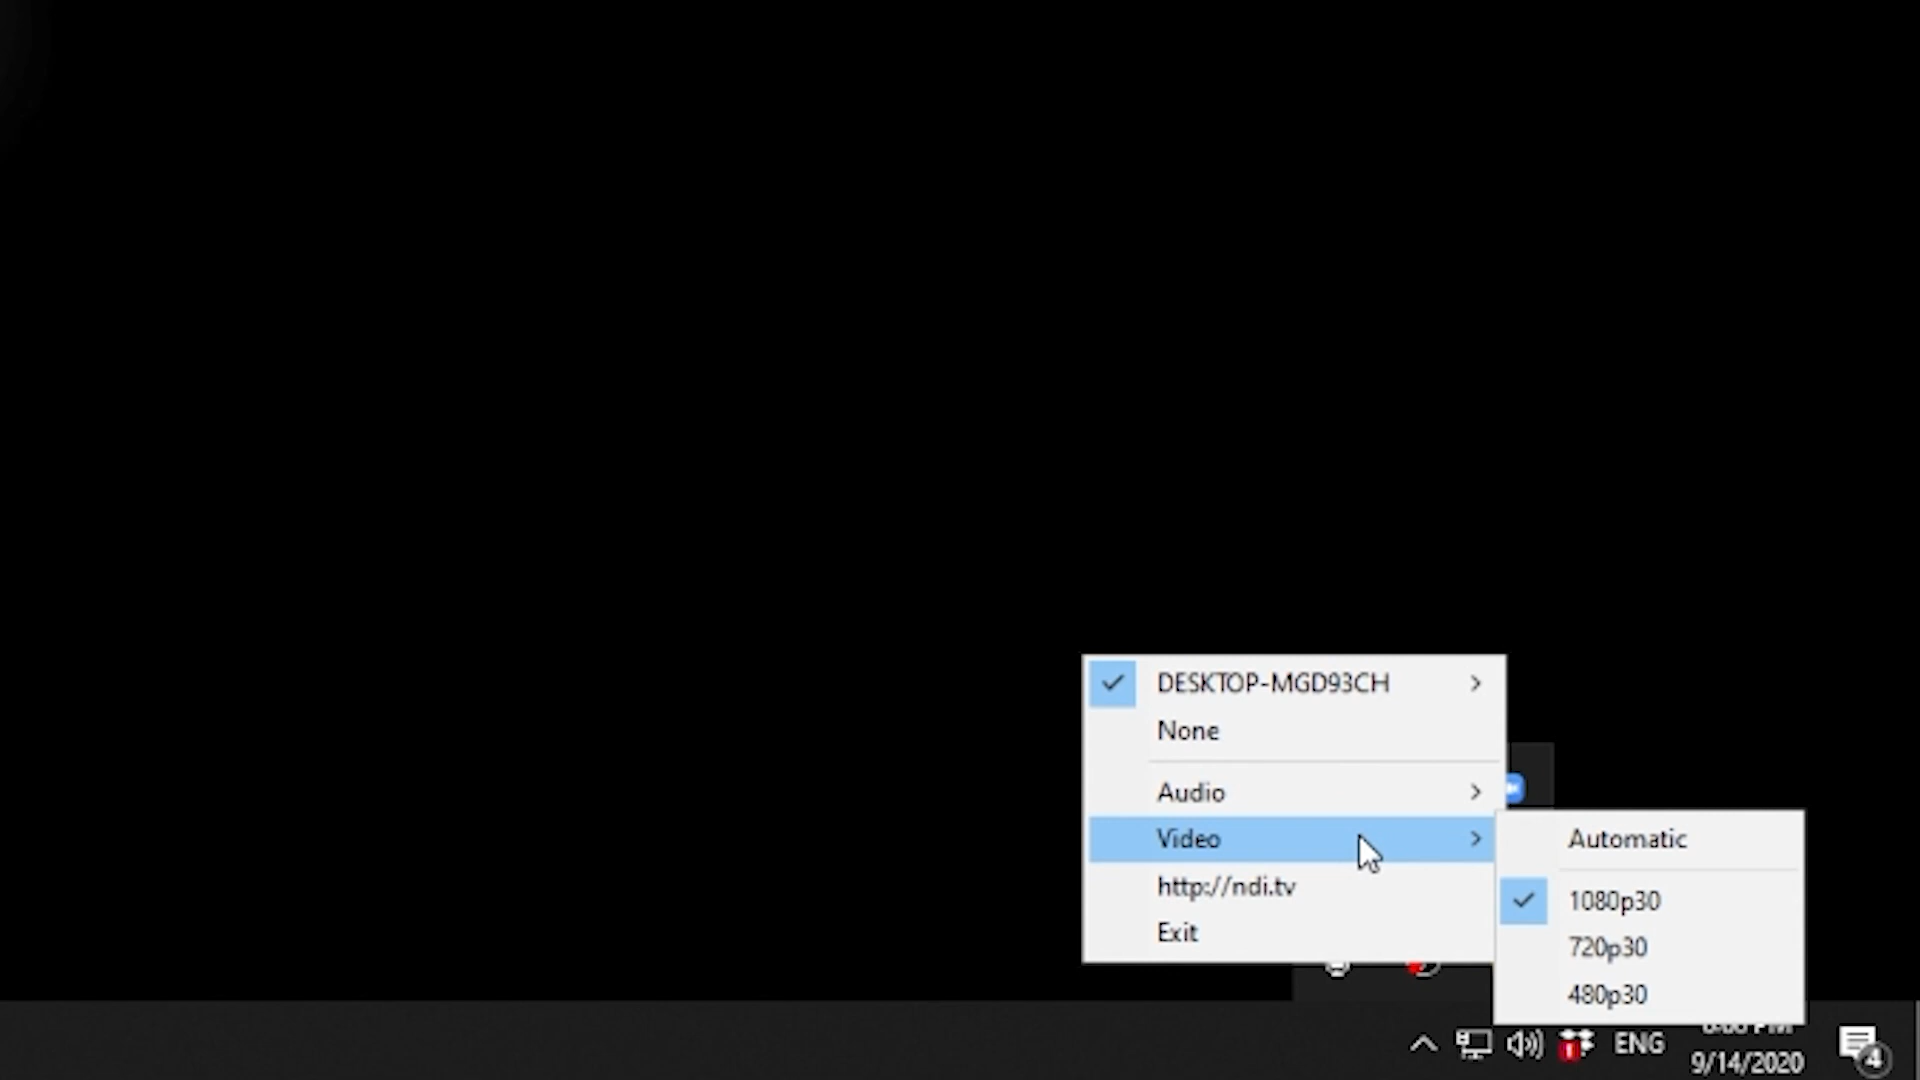 DESKTOP-MGD93CH
None
Audio
Video
http://ndi.tv
Exit
Automatic
1080p30
720p30
480p30
ENG
9/14/2020
4